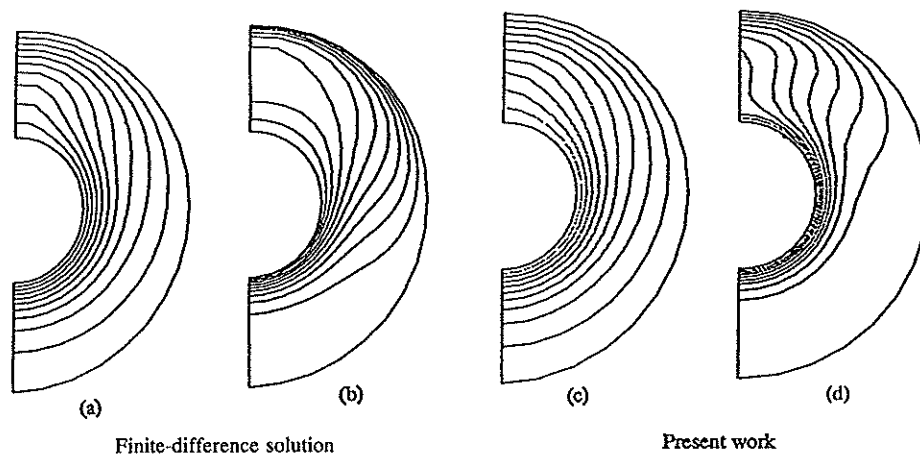 (a)
(b)
(c)
(d)
Finite-difference solution
Present work